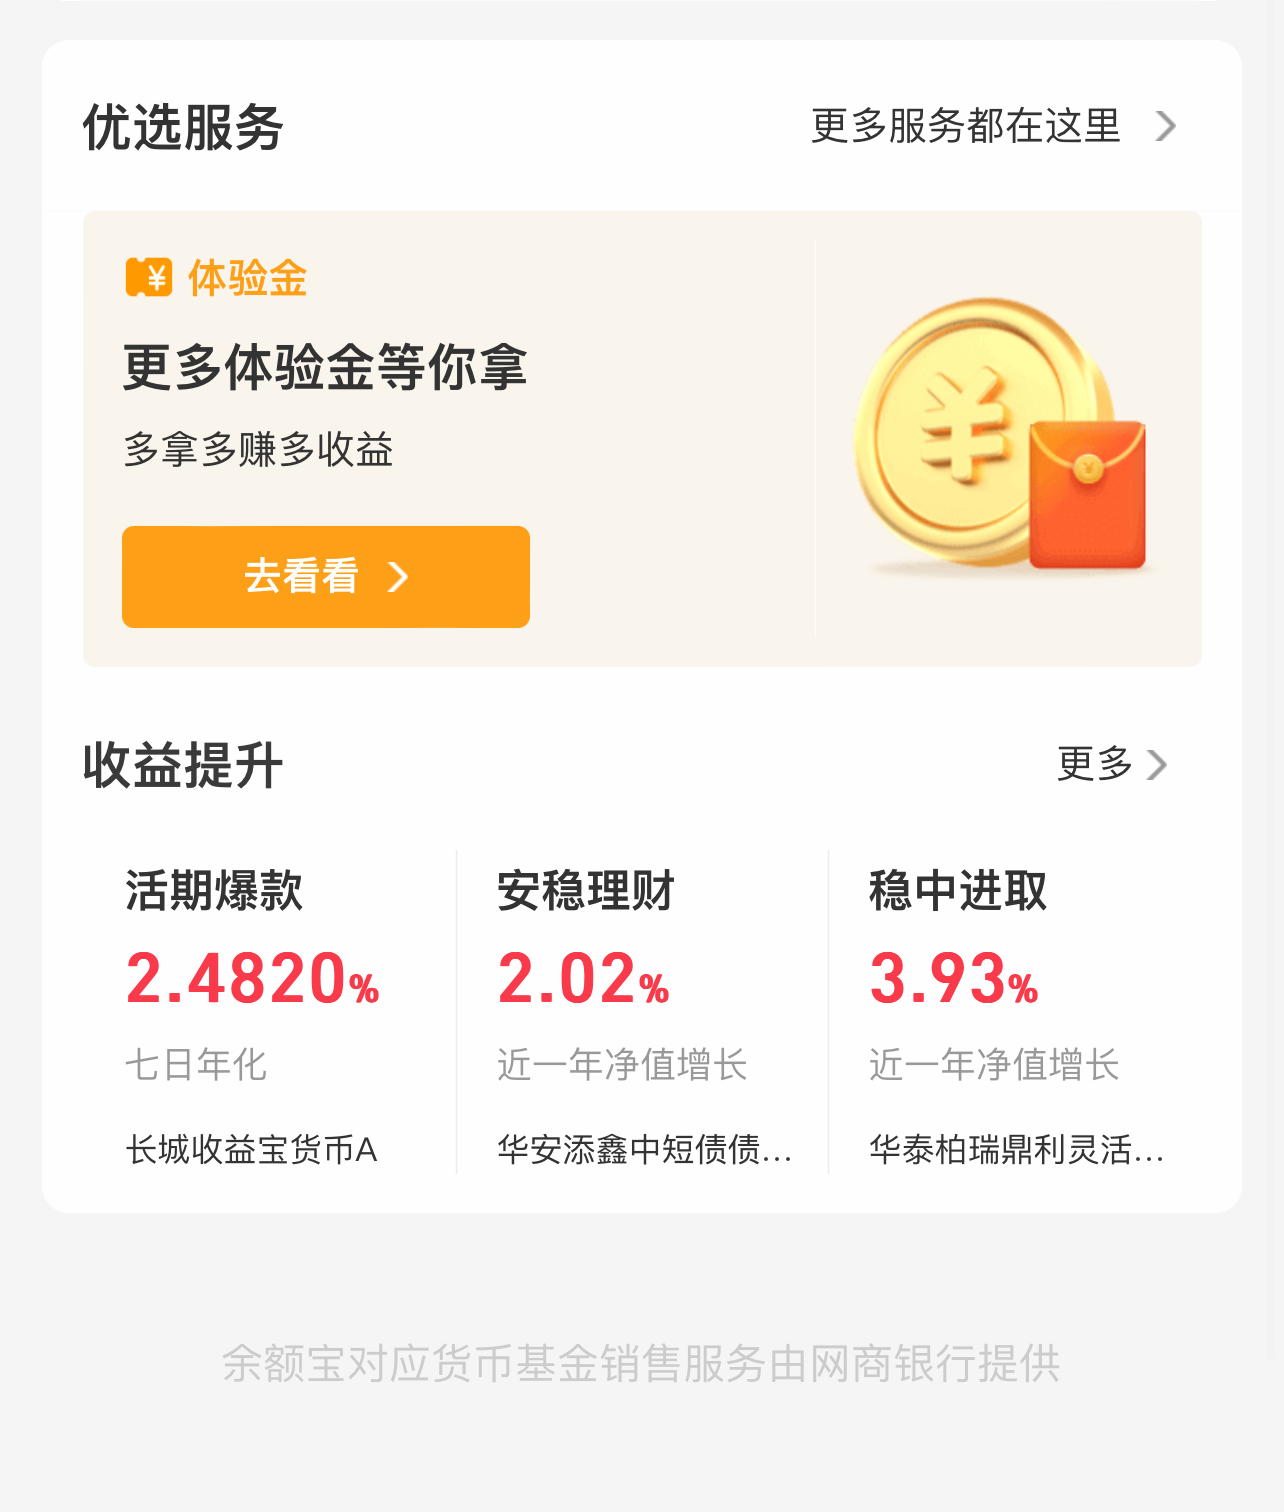 优选服务
更多服务都在这里
体验金
更多体验金等你拿
多拿多赚多收益
去看看
收益提升
更多
活期爆款
安稳理财
稳中进取
2.4820%
2.02%
3.93%
七日年化
近一年净值增长
近一年净值增长
长城收益宝货币A
华安添鑫中短债债...
华泰柏瑞鼎利灵活...
余额宝对应货币基金销售服务由网商银行提供